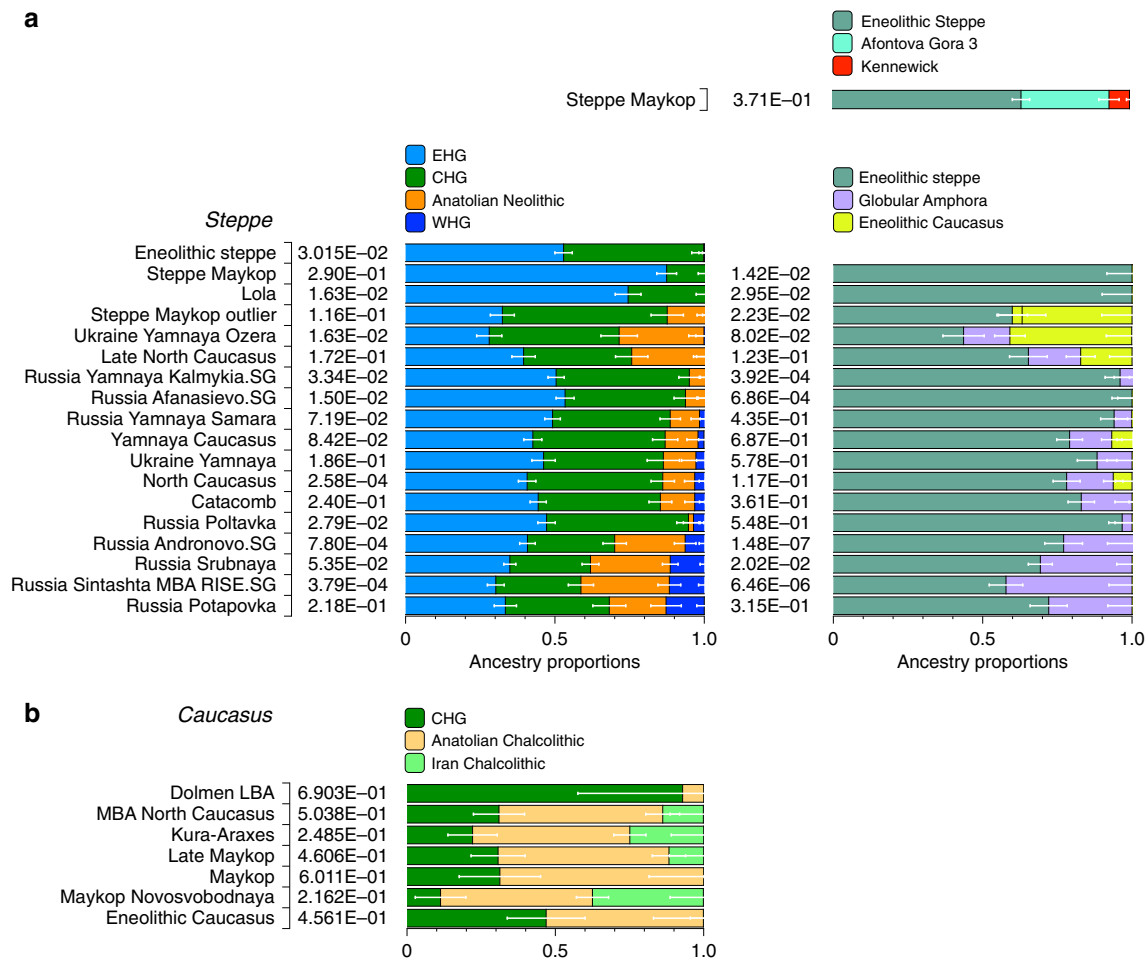 a
Eneolithic Steppe
Afontova Gora 3
Kennewick
Steppe Maykop 3.71E–01
EHG
CHG
Anatolian Neolithic
WHG
Eneolithic steppe
Globular Amphora
Eneolithic Caucasus
Steppe
Eneolithic steppe 3.015E–02
Steppe Maykop 2.90E–01 1.42E–02
Lola 1.63E–02 2.95E–02
Steppe Maykop outlier 1.16E–01 2.23E–02
Ukraine Yamnaya Ozera 1.63E–02 8.02E–02
Late North Caucasus 1.72E–01 1.23E–01
Russia Yamnaya Kalmykia.SG 3.34E–02 3.92E–04
Russia Afanasievo.SG 1.50E–02 6.86E–04
Russia Yamnaya Samara 7.19E–02 4.35E–01
Yamnaya Caucasus 8.42E–02 6.87E–01
Ukraine Yamnaya 1.86E–01 5.78E–01
North Caucasus 2.58E–04 1.17E–01
Catacomb 2.40E–01 3.61E–01
Russia Poltavka 2.79E–02 5.48E–01
Russia Andronovo.SG 7.80E–04 1.48E–07
Russia Srubnaya 5.35E–02 2.02E–02
Russia Sintashta MBA RISE.SG 3.79E–04 6.46E–06
Russia Potapovka 2.18E–01 3.15E–01
0 0.5 1.0 0 0.5 1.0
Ancestry proportions Ancestry proportions
b
Caucasus
CHG
Anatolian Chalcolithic
Iran Chalcolithic
Dolmen LBA 6.903E–01
MBA North Caucasus 5.038E–01
Kura-Araxes 2.485E–01
Late Maykop 4.606E–01
Maykop 6.011E–01
Maykop Novosvobodnaya 2.162E–01
Eneolithic Caucasus 4.561E–01
0 0.5 1.0